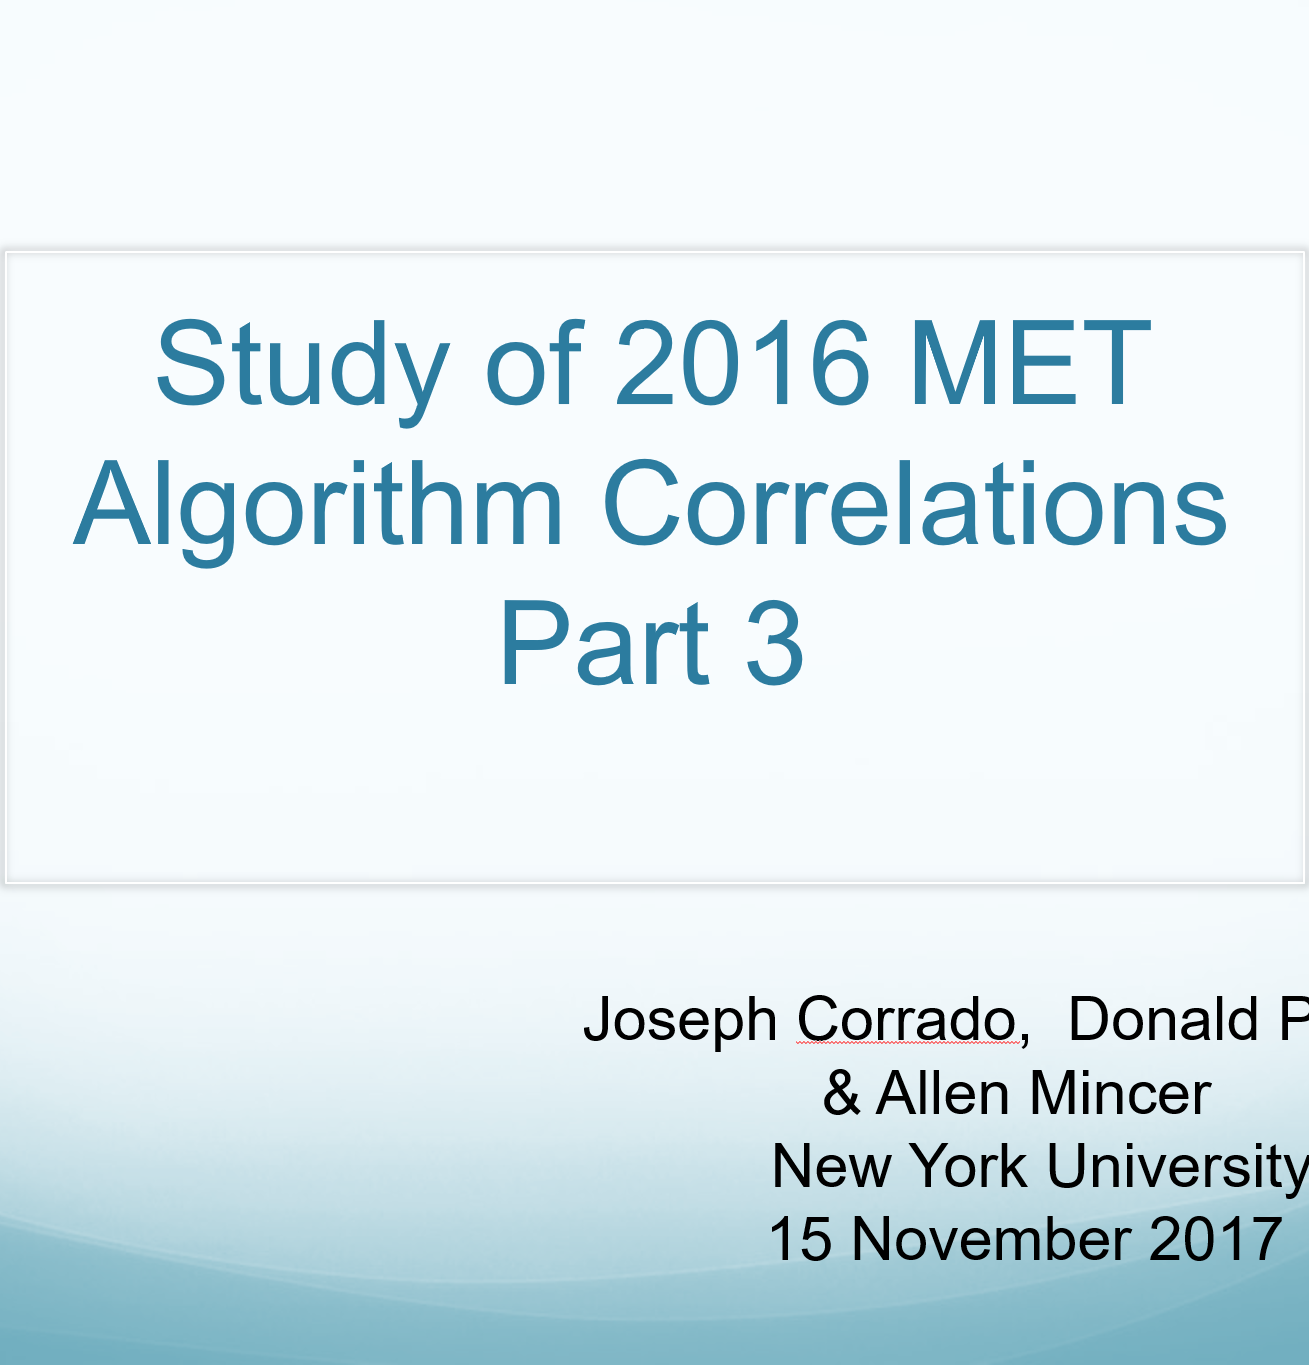 Study of 2016 MET
Algorithm Correlations
Part 3
Joseph Corrado,  Donald P
& Allen Mincer
New York University
15 November 2017